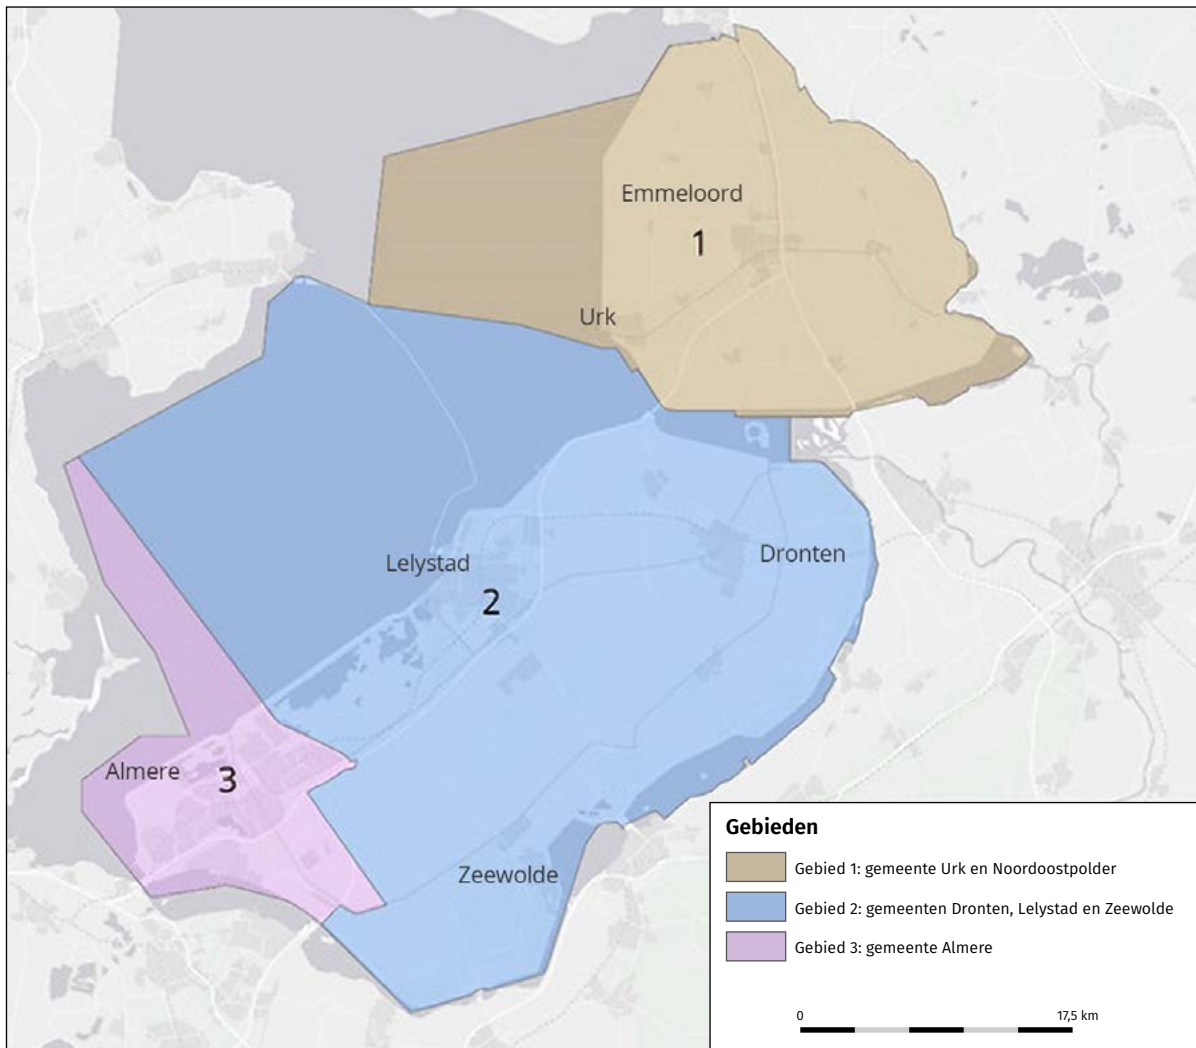 Emmeloord
1
Urk
Lelystad
Dronten
2
Almere
3
Zeewolde
Gebieden
Gebied 1: gemeente Urk en Noordoostpolder
Gebied 2: gemeenten Dronten, Lelystad en Zeewolde
Gebied 3: gemeente Almere
0 17,5 km